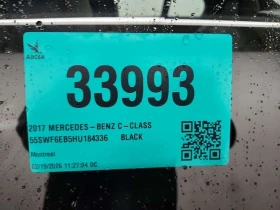 ADESA
33993
2017 MERCEDES-BENZ C-CLASS
55SWF6EB5HU184336 BLACK
Montreal